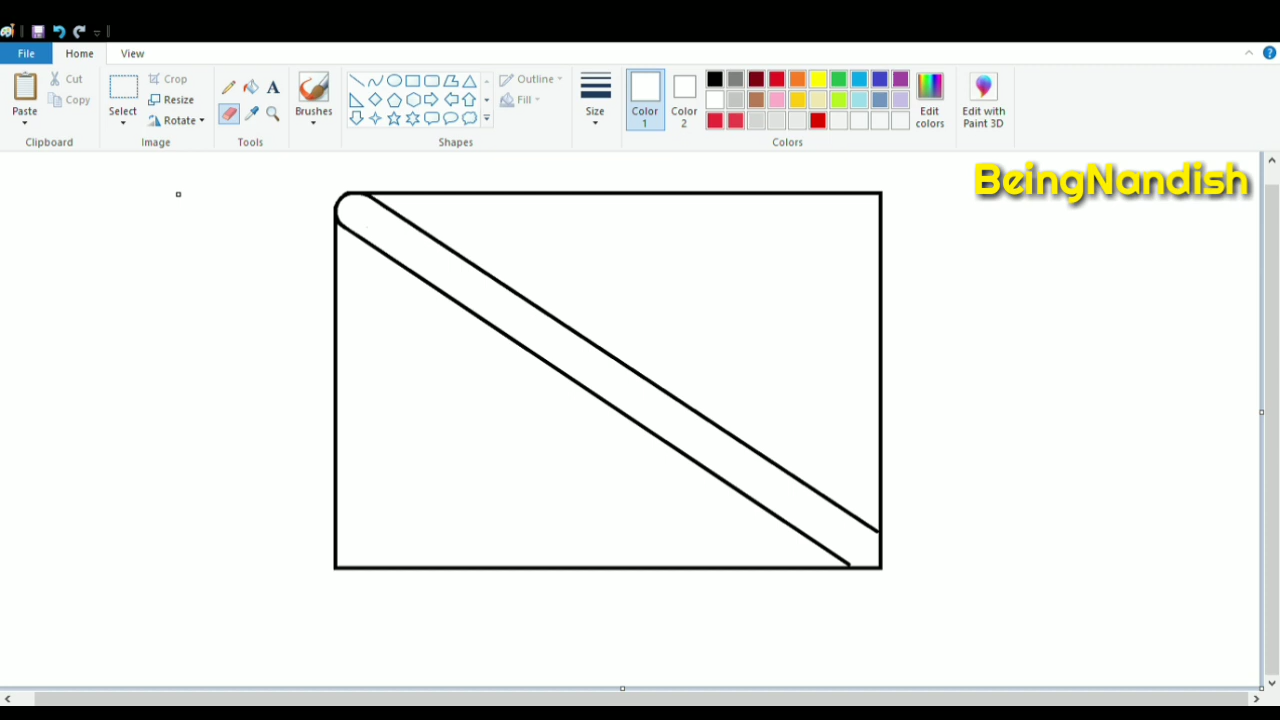 File Home View
Paste Cut Copy Select Crop Resize Rotate A Brushes Outline Fill Size Color 1 Color 2 Edit colors Edit with Paint 3D
Clipboard Image Tools Shapes Colors
BeingNandish